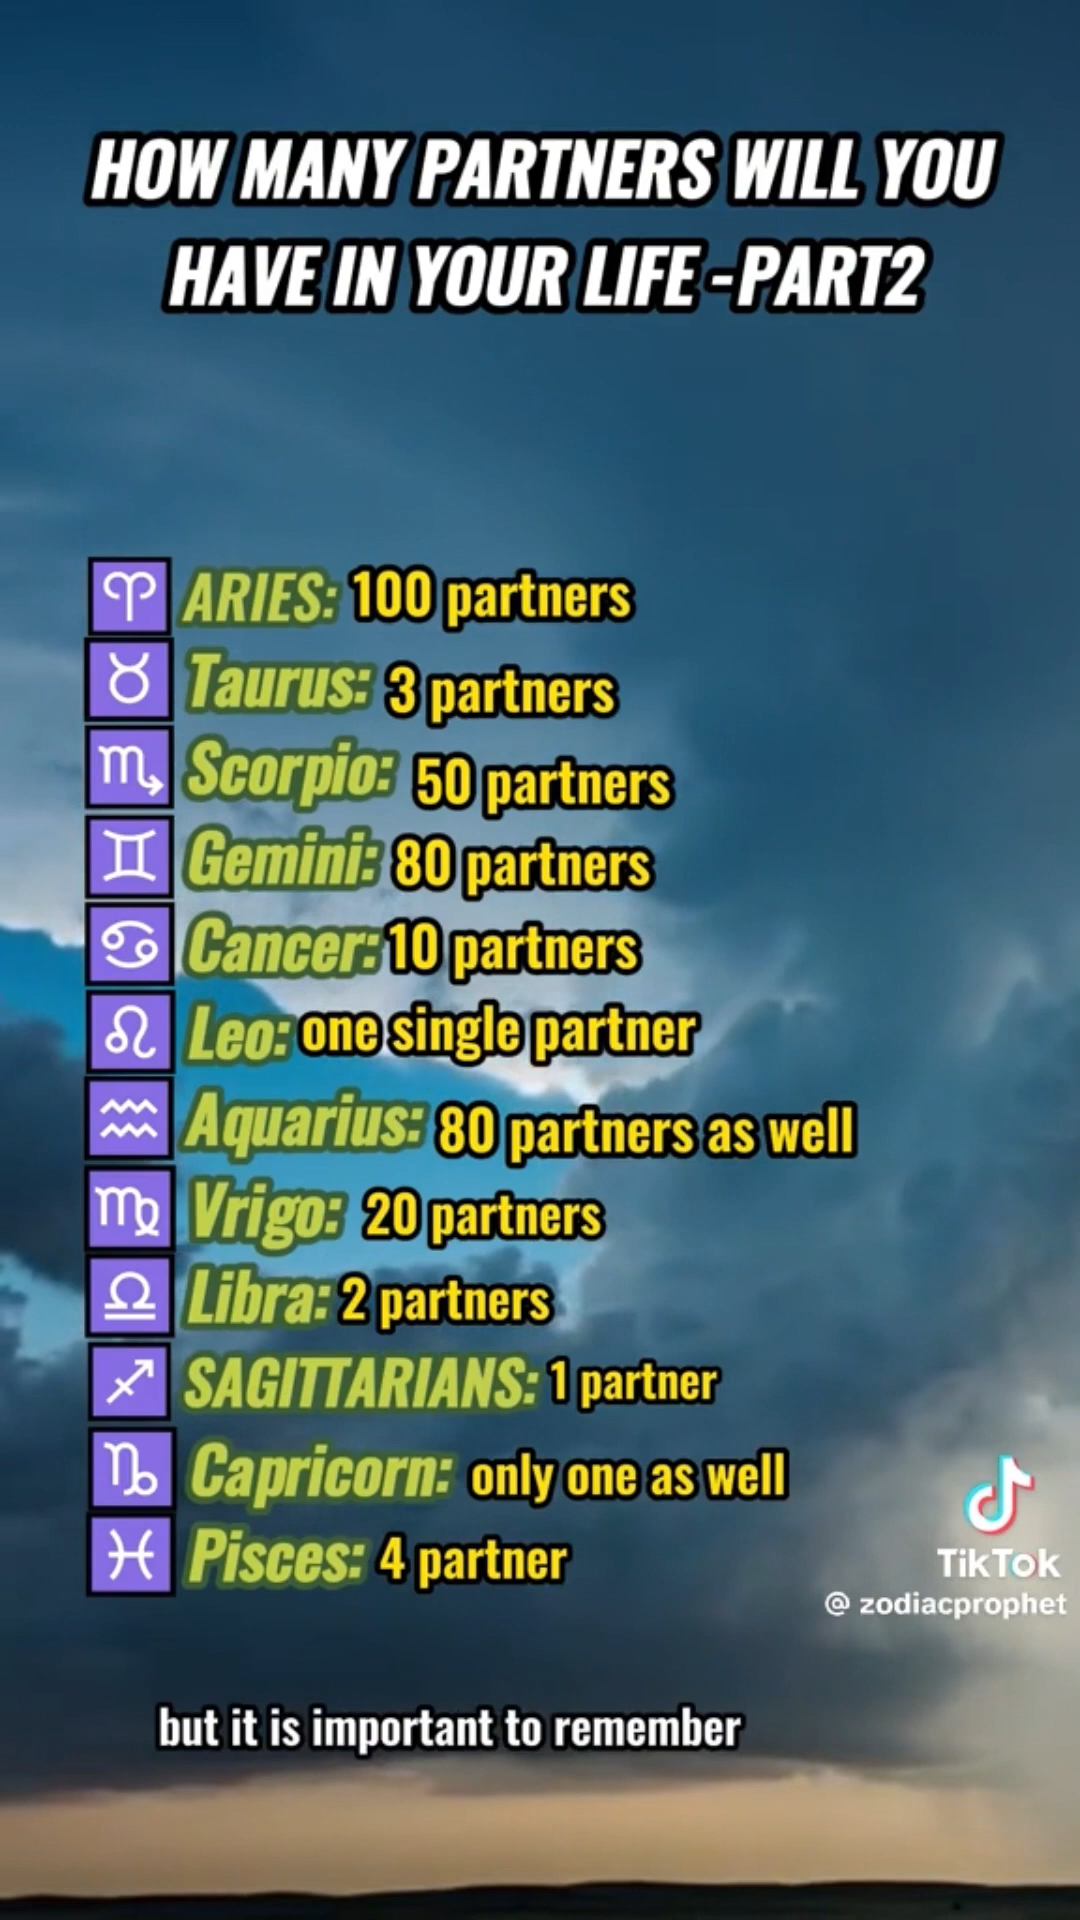 HOW MANY PARTNERS WILL YOU
HAVE IN YOUR LIFE -PART2
♈ ARIES: 100 partners
♉ Taurus: 3 partners
♏ Scorpio: 50 partners
♊ Gemini: 80 partners
♋ Cancer: 10 partners
♌ Leo: one single partner
♒ Aquarius: 80 partners as well
♍ Vrigo: 20 partners
♎ Libra: 2 partners
♐ SAGITTARIANS: 1 partner
♑ Capricorn: only one as well
♓ Pisces: 4 partner
TikTok
@ zodiacprophet
but it is important to remember